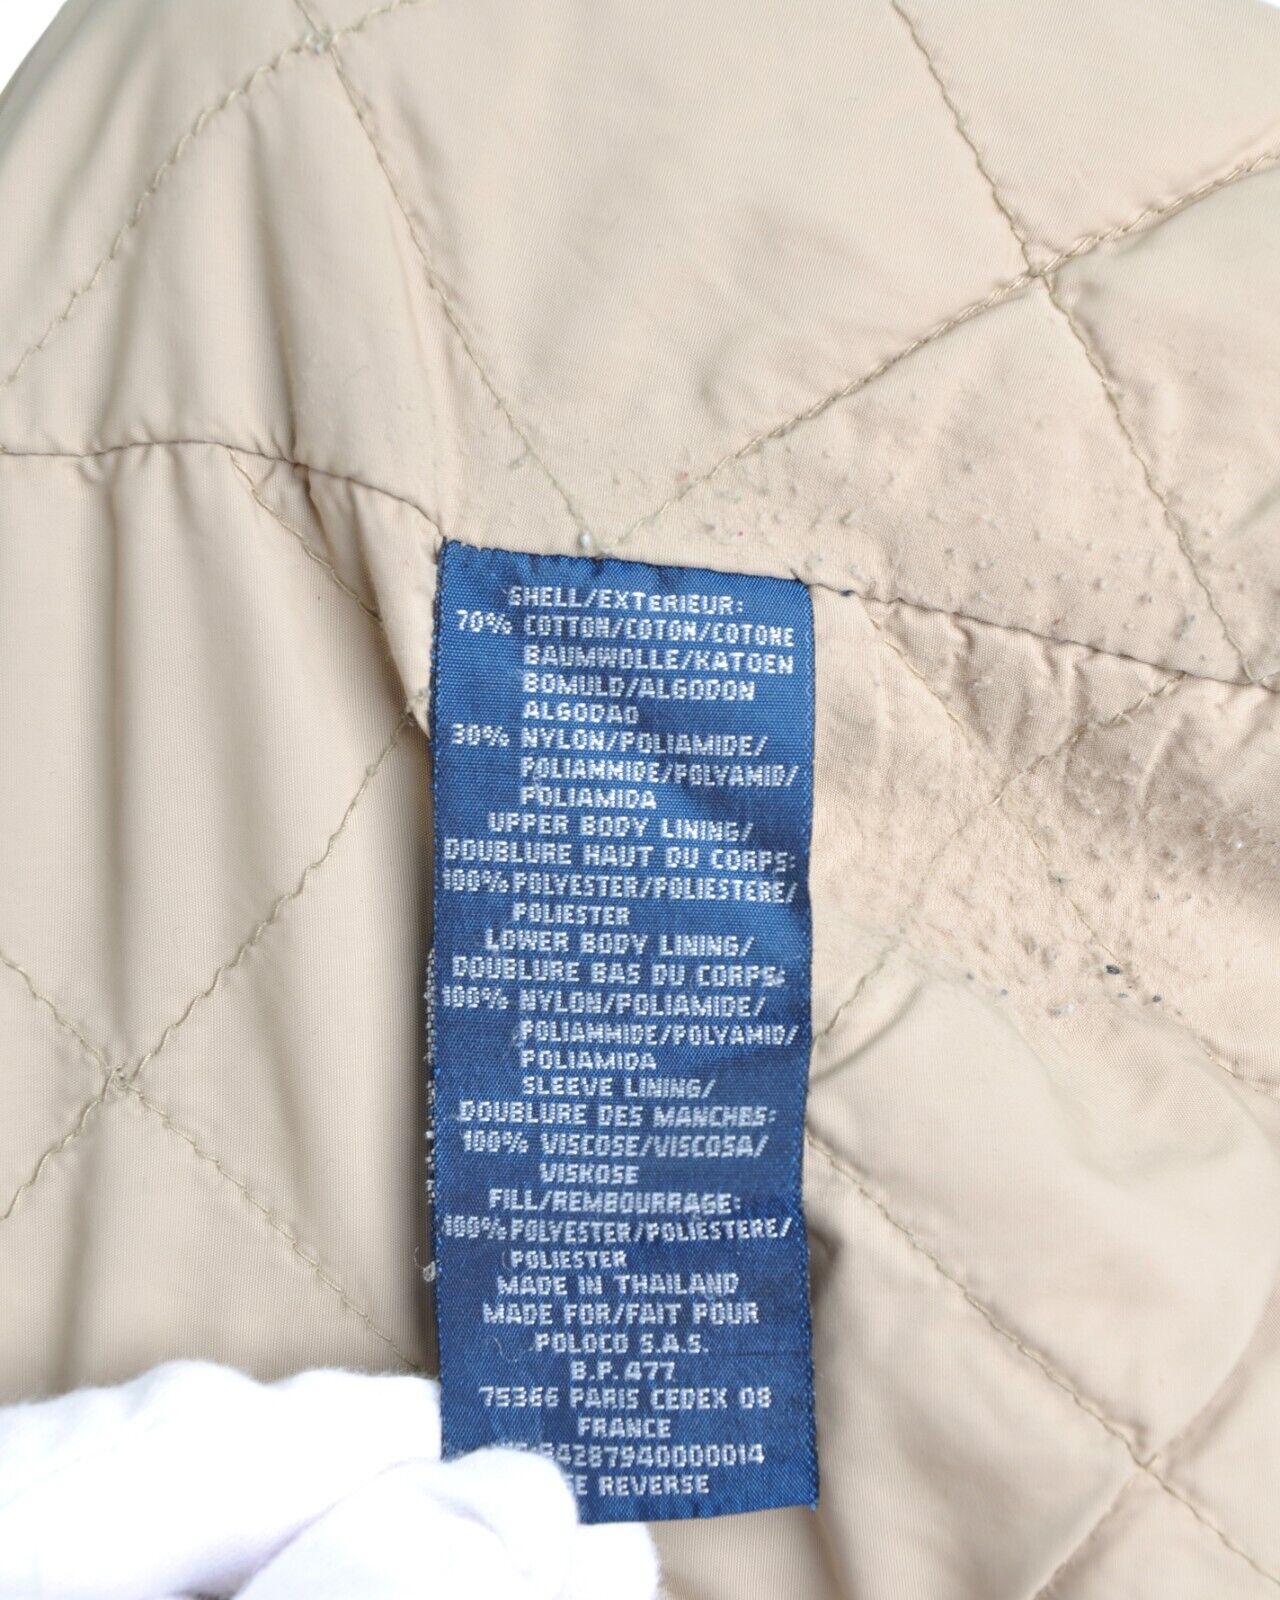 SHELL/EXTERIEUR:
70% COTTON/COTON/COTONE
BAUMWOLLE/KATOEN
BOMULD/ALGODON
ALGODAO
30% NYLON/POLIAMIDE/
POLIAMMIDE/POLYAMID/
POLIAMIDA
UPPER BODY LINING/
DOUBLURE HAUT DU CORPS:
100% POLYESTER/POLIESTERE/
POLIESTER
LOWER BODY LINING/
DOUBLURE BAS DU CORPS:
100% NYLON/POLIAMIDE/
POLIAMMIDE/POLYAMID/
POLIAMIDA
SLEEVE LINING/
DOUBLURE DES MANCHES:
100% VISCOSE/VISCOSA/
VISKOSE
FILL/REMBOURRAGE:
100% POLYESTER/POLIESTERE/
POLIESTER
MADE IN THAILAND
MADE FOR/FAIT POUR
POLOCO S.A.S.
B.P. 477
75366 PARIS CEDEX 08
FRANCE
84287940000014
REVERSE